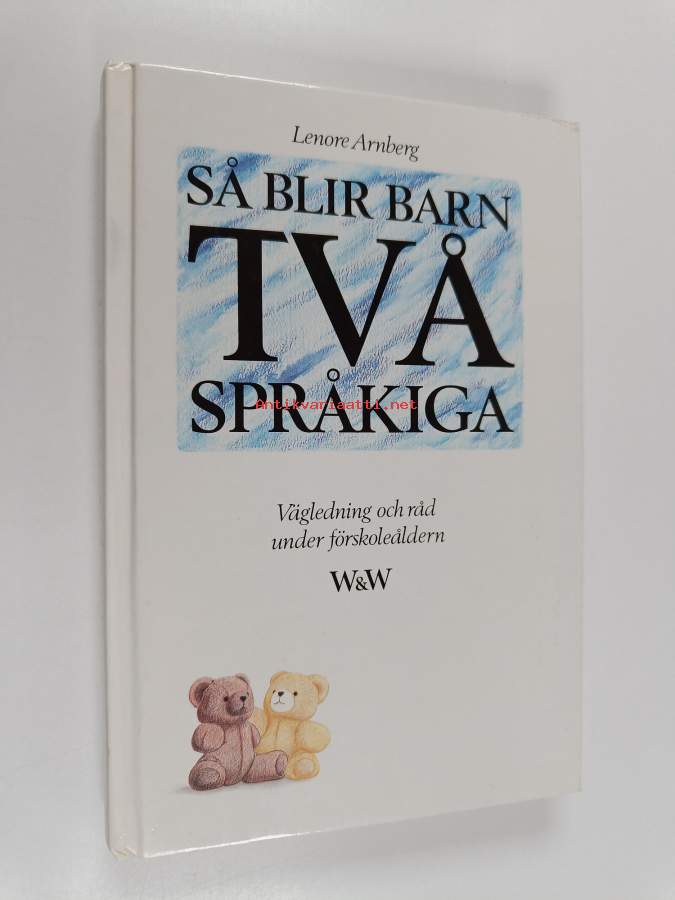 Lenore Arnberg
SÅ BLIR BARN
TVÅ
SPRÅKIGA
Antikvariaatti.net
Vägledning och råd
under förskoleåldern
W&W